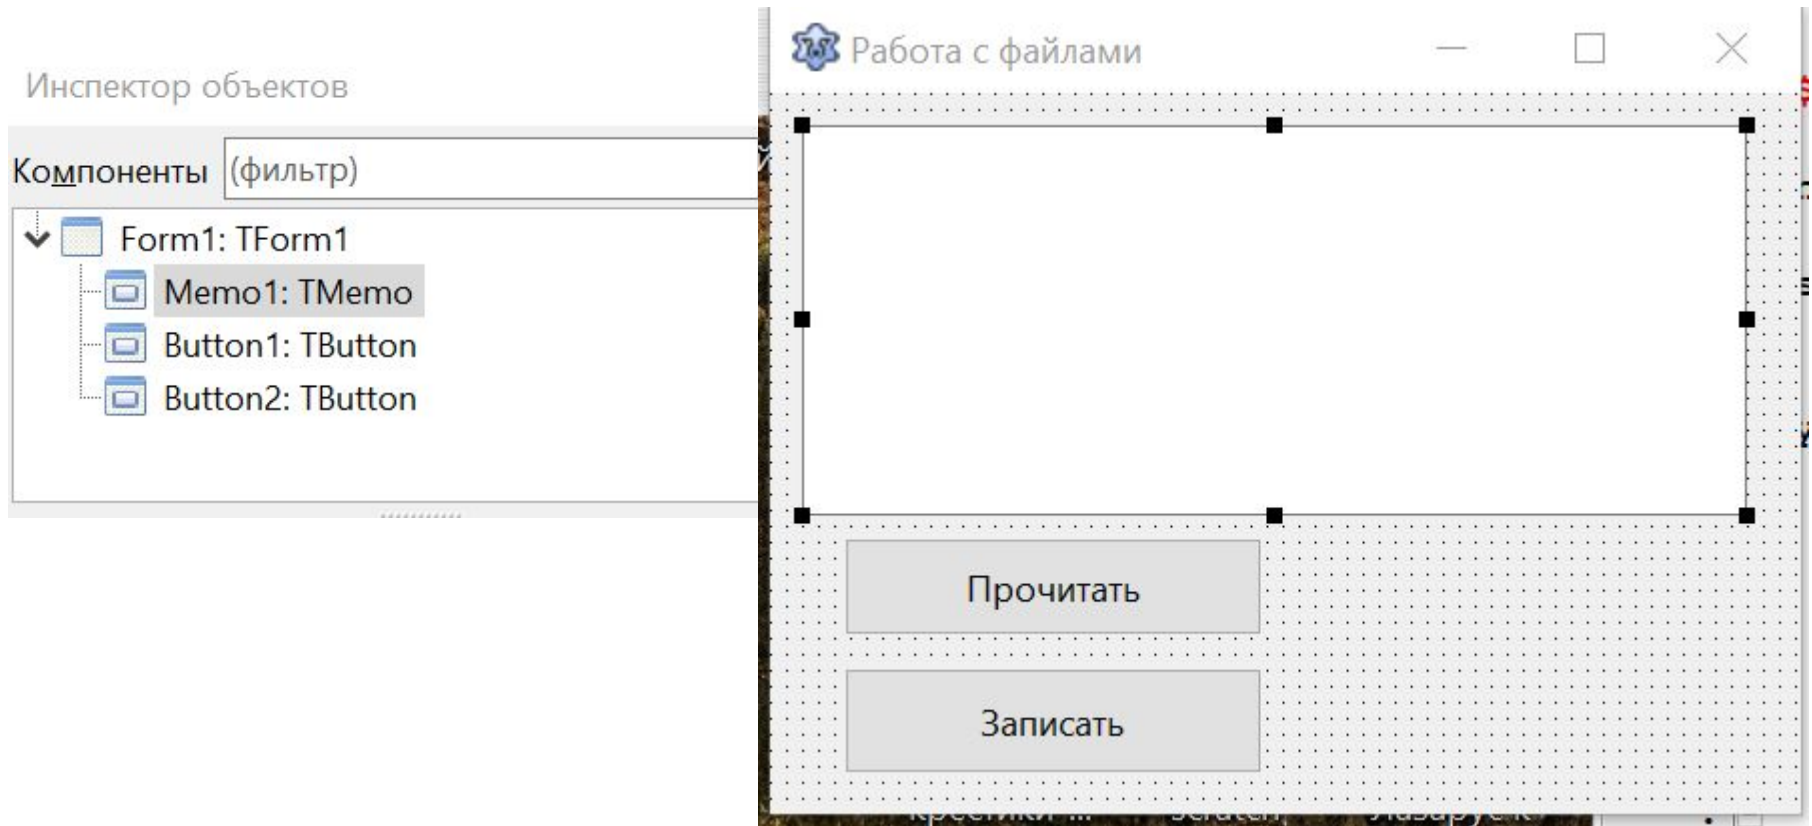 Инспектор объектов
Компоненты (фильтр)
Form1: TForm1
Memo1: TMemo
Button1: TButton
Button2: TButton
Работа с файлами
Прочитать
Записать